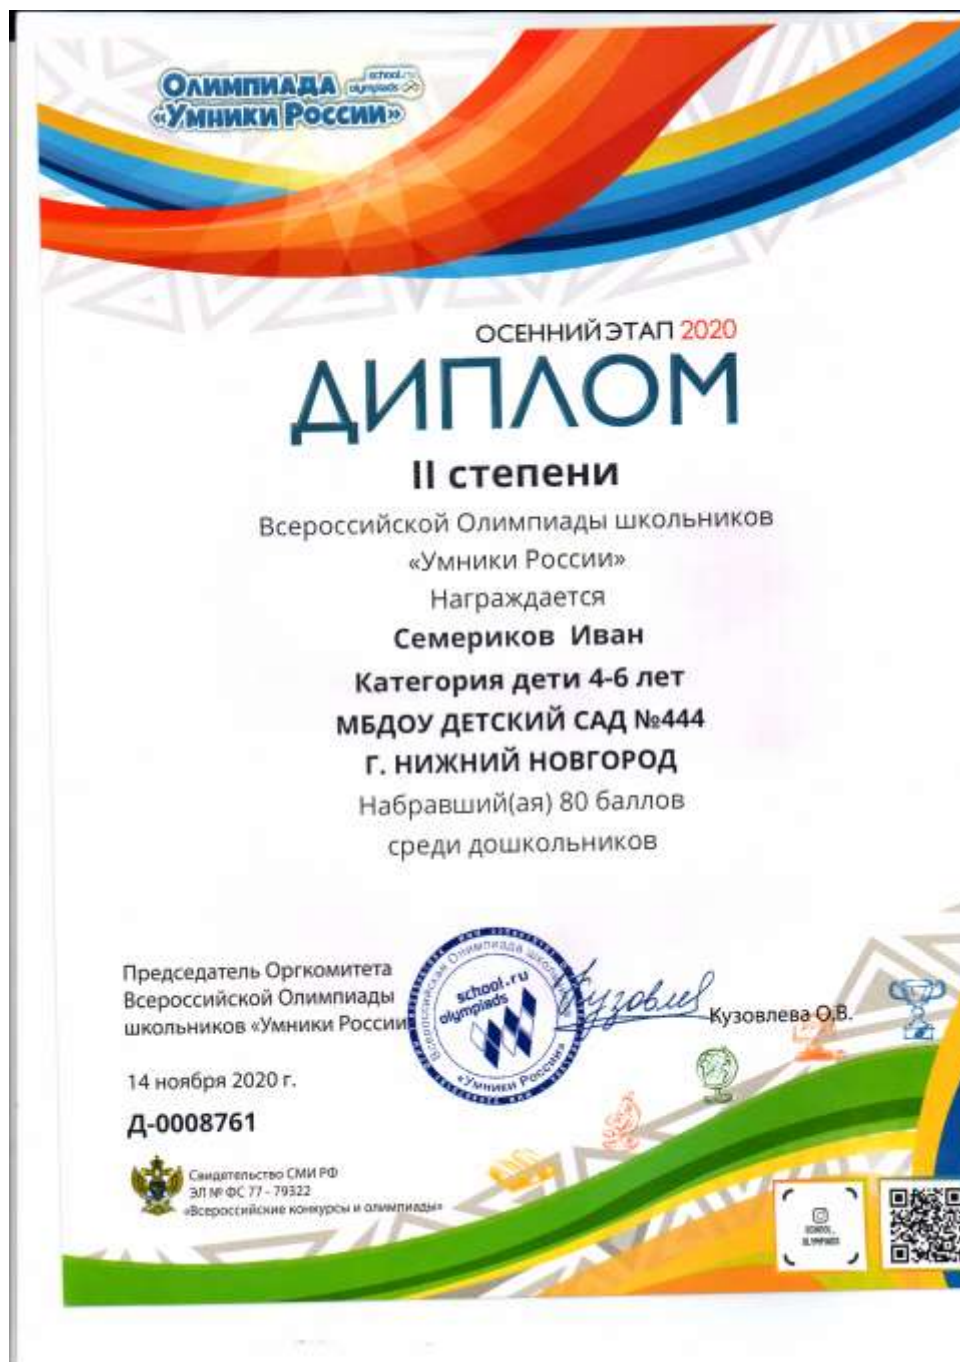 Олимпиада
school.ru
olympiads
«Умники России»
ОСЕННИЙ ЭТАП 2020
ДИПЛОМ
II степени
Всероссийской Олимпиады школьников
«Умники России»
Награждается
Семериков Иван
Категория дети 4-6 лет
МБДОУ ДЕТСКИЙ САД №444
Г. НИЖНИЙ НОВГОРОД
Набравший(ая) 80 баллов
среди дошкольников
Председатель Оргкомитета
Всероссийской Олимпиады
школьников «Умники России
school.ru
olympiads
«Умники России»
Кузовлева О.В.
14 ноября 2020 г.
Д-0008761
Свидетельство СМИ РФ
ЭЛ № ФС 77 - 79322
«Всероссийские конкурсы и олимпиады»
SCHOOL_
OLYMPIADS